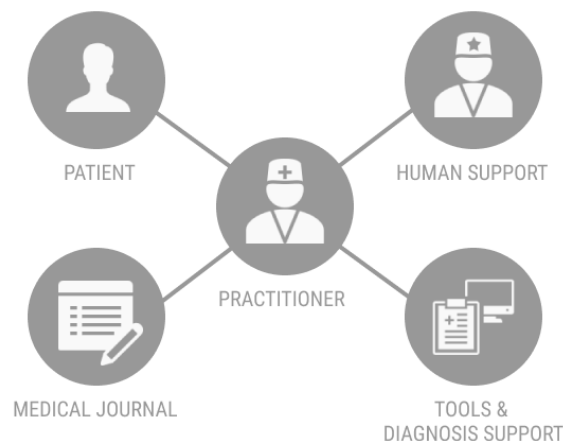 PATIENT
HUMAN SUPPORT
PRACTITIONER
MEDICAL JOURNAL
TOOLS &
DIAGNOSIS SUPPORT